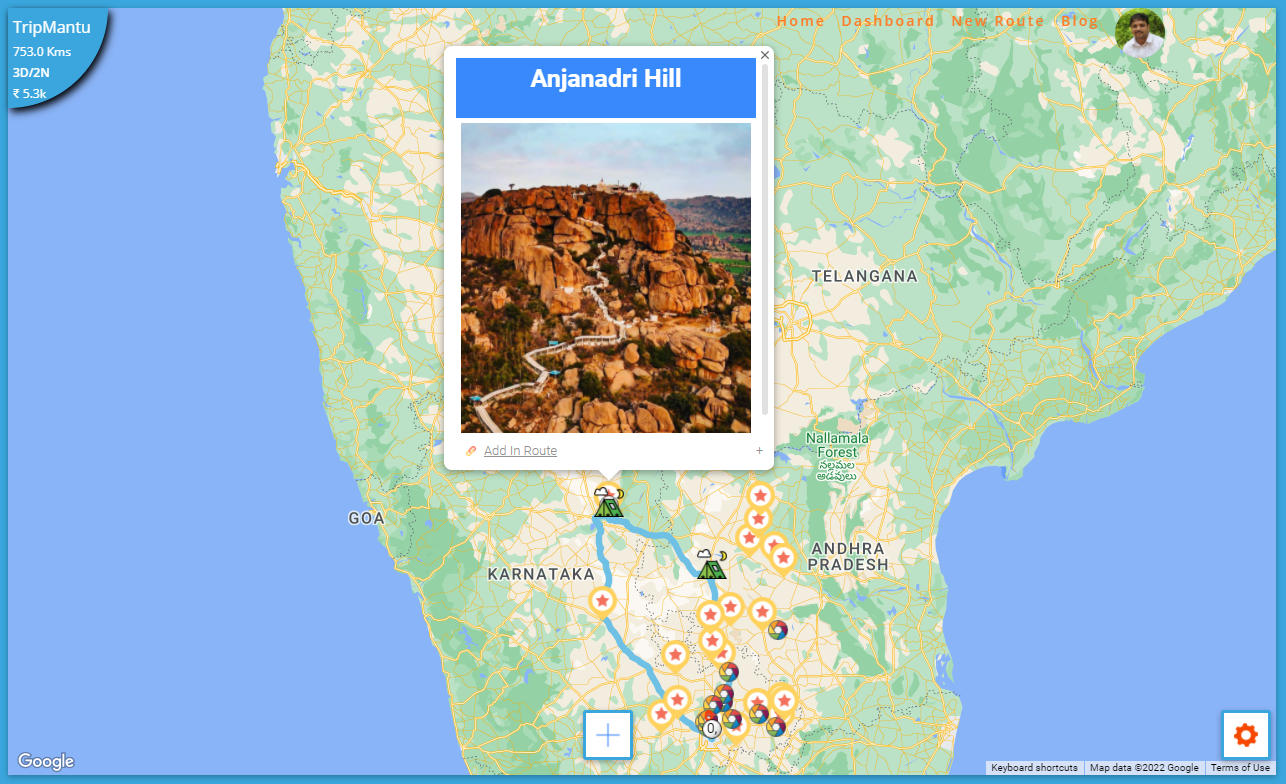 TripMantu
753.0 Kms
3D/2N
₹ 5.3k
Home Dashboard New Route Blog
Anjanadri Hill
Add In Route +
TELANGANA
Nallamala
Forest
నల్లమల
అడవులు
GOA
ANDHRA
PRADESH
KARNATAKA
0
Google
Keyboard shortcuts Map data ©2022 Google Terms of Use